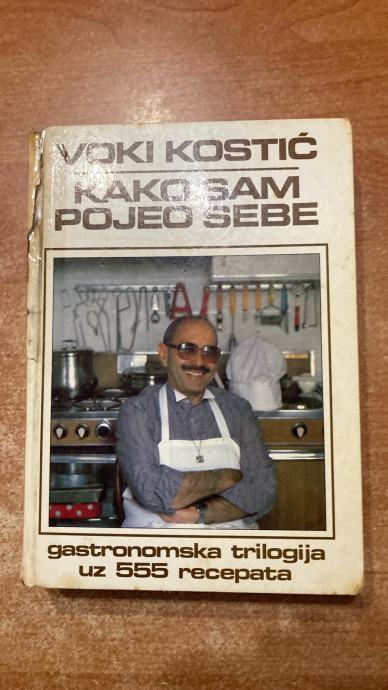 VOKI KOSTIĆ
KAKO SAM
POJEO SEBE
gastronomska trilogija
uz 555 recepata